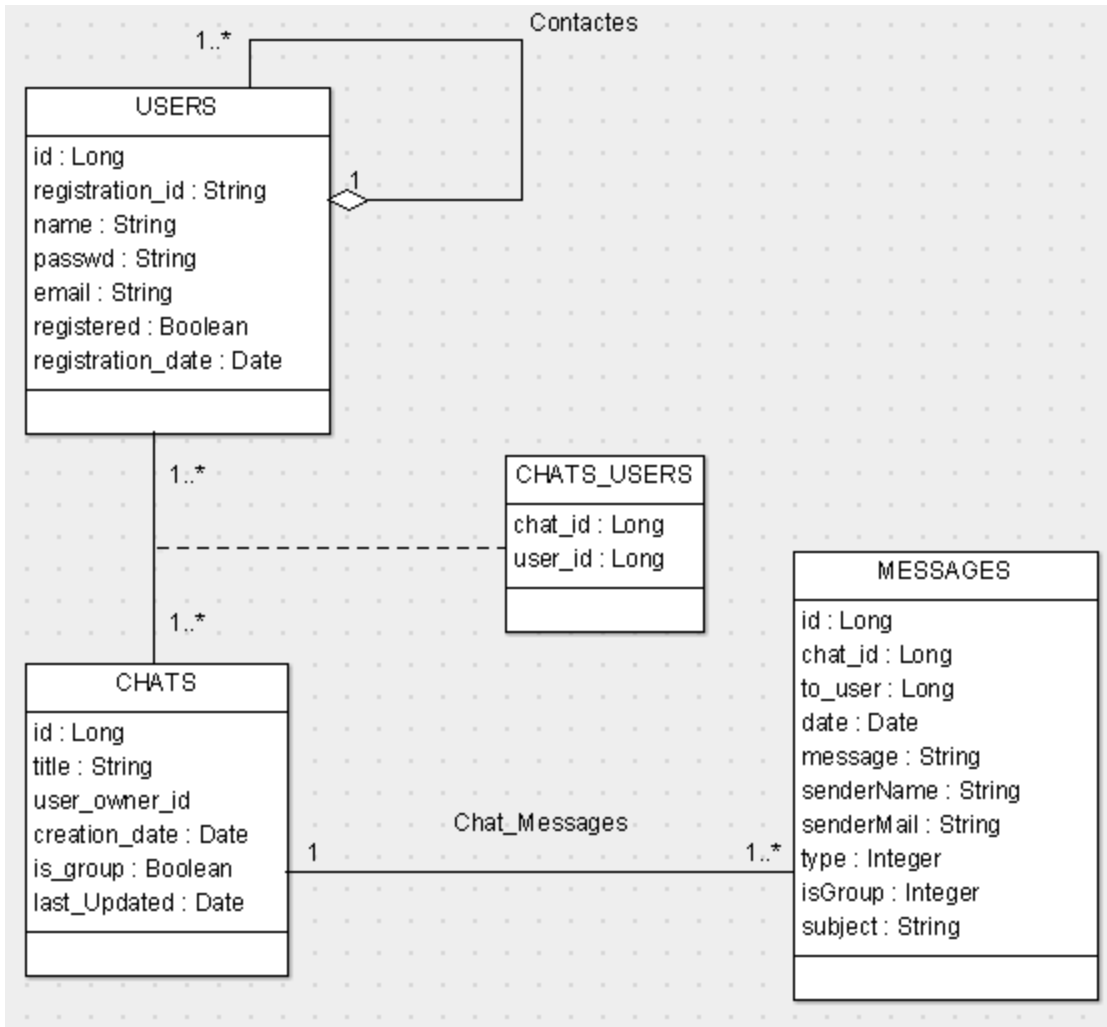 Contactes
1..*
USERS
id : Long
registration_id : String
name : String
passwd : String
email : String
registered : Boolean
registration_date : Date
1
1..*
CHATS_USERS
chat_id : Long
user_id : Long
1..*
CHATS
id : Long
title : String
user_owner_id
creation_date : Date
is_group : Boolean
last_Updated : Date
Chat_Messages
1
1..*
MESSAGES
id : Long
chat_id : Long
to_user : Long
date : Date
message : String
senderName : String
senderMail : String
type : Integer
isGroup : Integer
subject : String